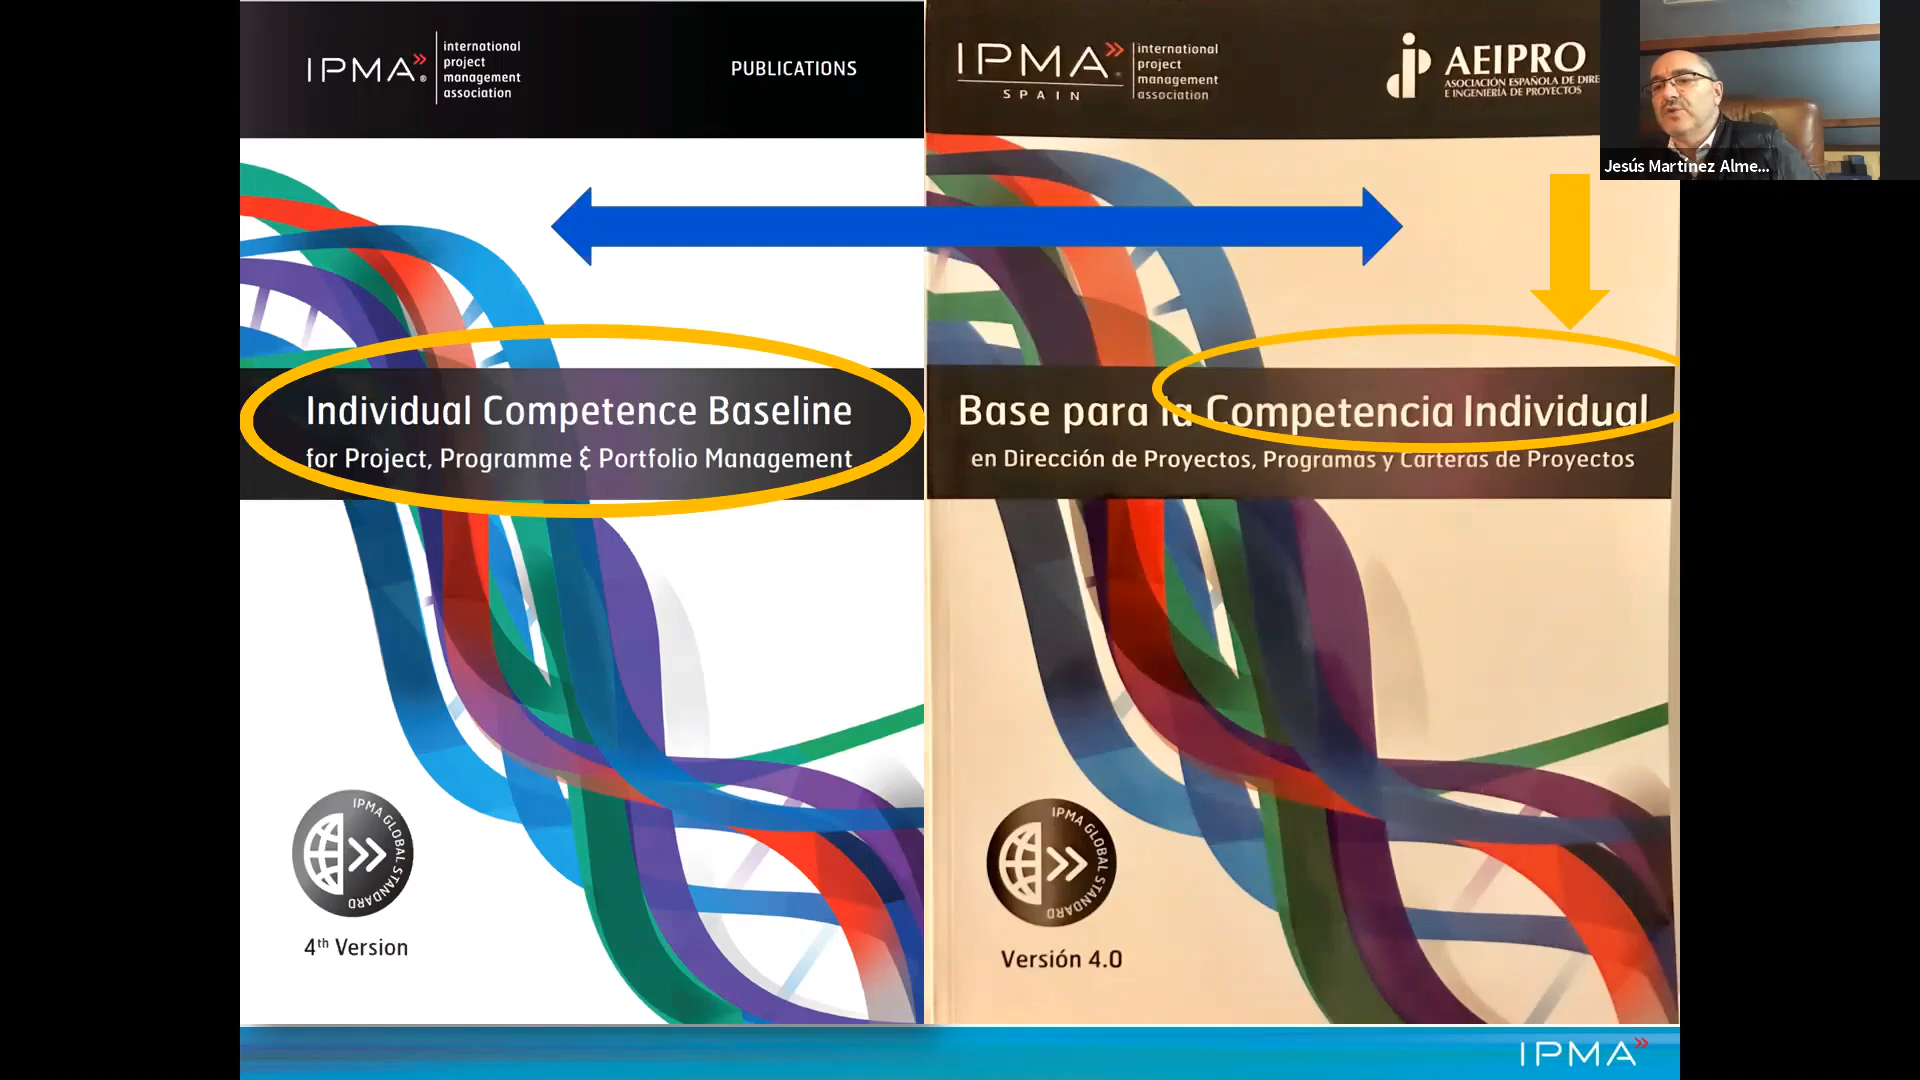 IPMA®
international
project
management
association
PUBLICATIONS
Individual Competence Baseline
for Project, Programme & Portfolio Management
IPMA GLOBAL STANDARD
4th Version
IPMA
SPAIN
international
project
management
association
AEIPRO
ASOCIACIÓN ESPAÑOLA DE DIRE
E INGENIERÍA DE PROYECTOS
Base para la Competencia Individual
en Dirección de Proyectos, Programas y Carteras de Proyectos
IPMA GLOBAL STANDARD
Versión 4.0
Jesús Martínez Alme...
IPMA